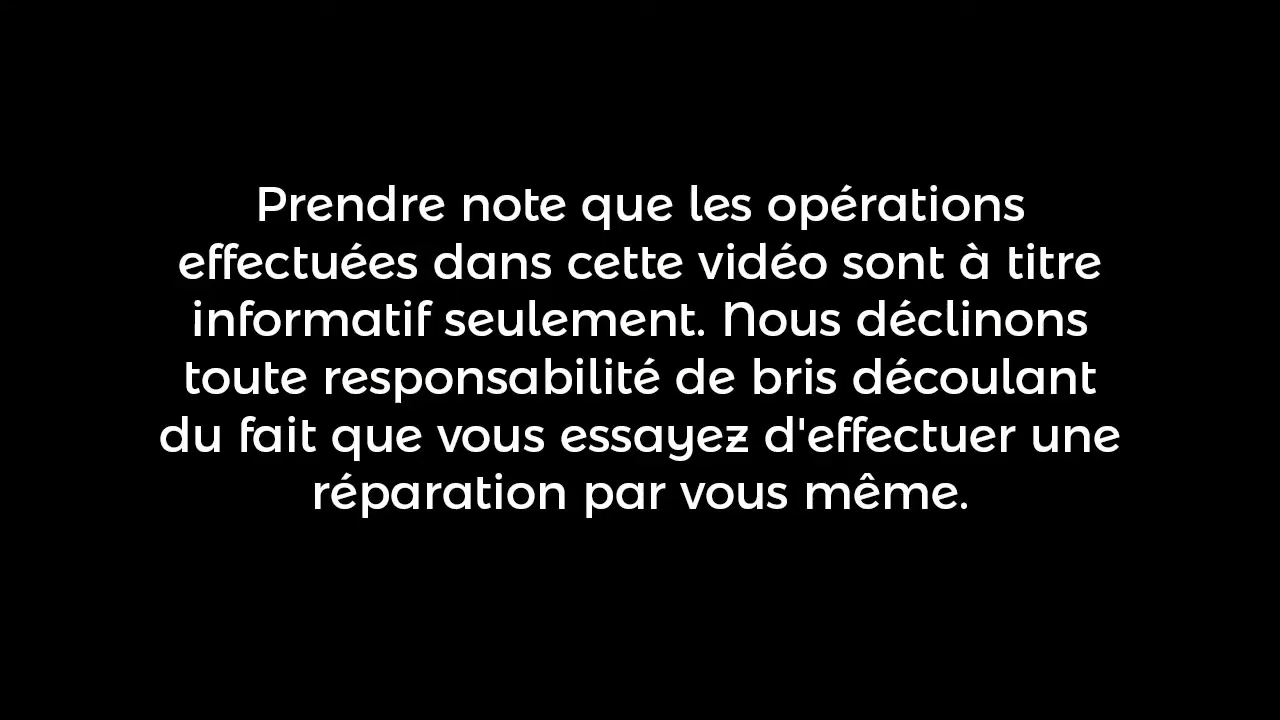 Prendre note que les opérations
effectuées dans cette vidéo sont à titre
informatif seulement. Nous déclinons
toute responsabilité de bris découlant
du fait que vous essayez d'effectuer une
réparation par vous même.